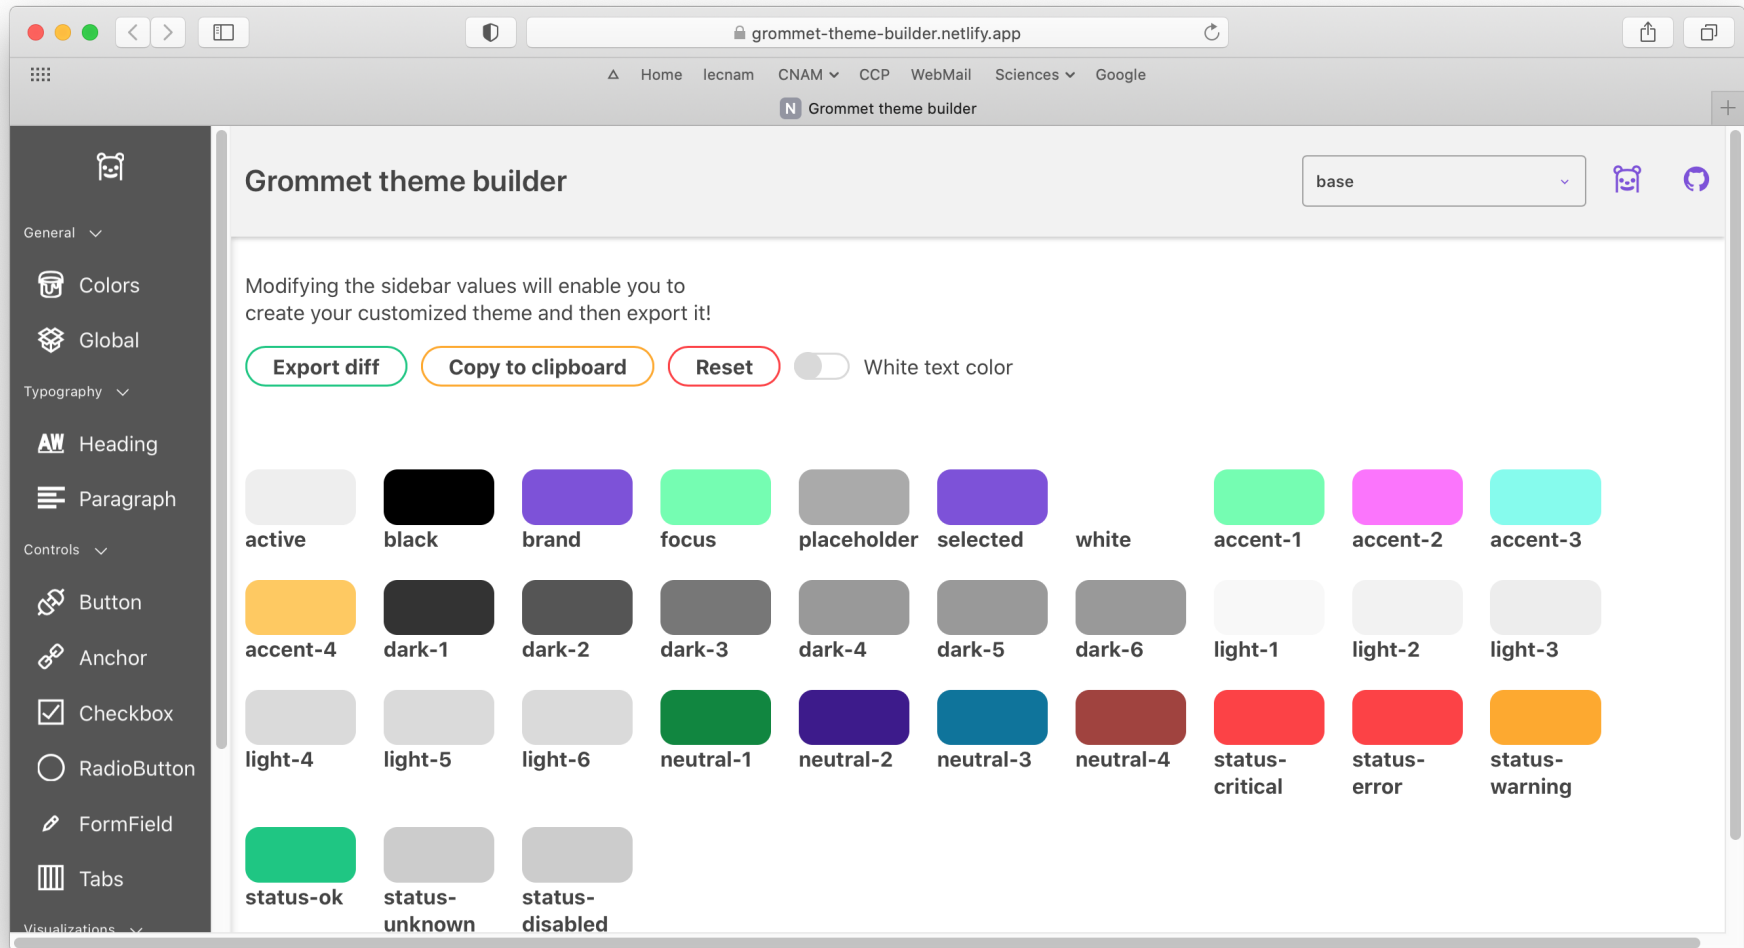 grommet-theme-builder.netlify.app
Home lecnam CNAM CCP WebMail Sciences Google
N Grommet theme builder
Grommet theme builder
base
General
Colors
Global
Typography
AW Heading
Paragraph
Controls
Button
Anchor
Checkbox
RadioButton
FormField
Tabs
Visualizations
Modifying the sidebar values will enable you to
create your customized theme and then export it!
Export diff Copy to clipboard Reset White text color
active black brand focus placeholder selected white accent-1 accent-2 accent-3
accent-4 dark-1 dark-2 dark-3 dark-4 dark-5 dark-6 light-1 light-2 light-3
light-4 light-5 light-6 neutral-1 neutral-2 neutral-3 neutral-4 status-critical status-error status-warning
status-ok status-unknown status-disabled